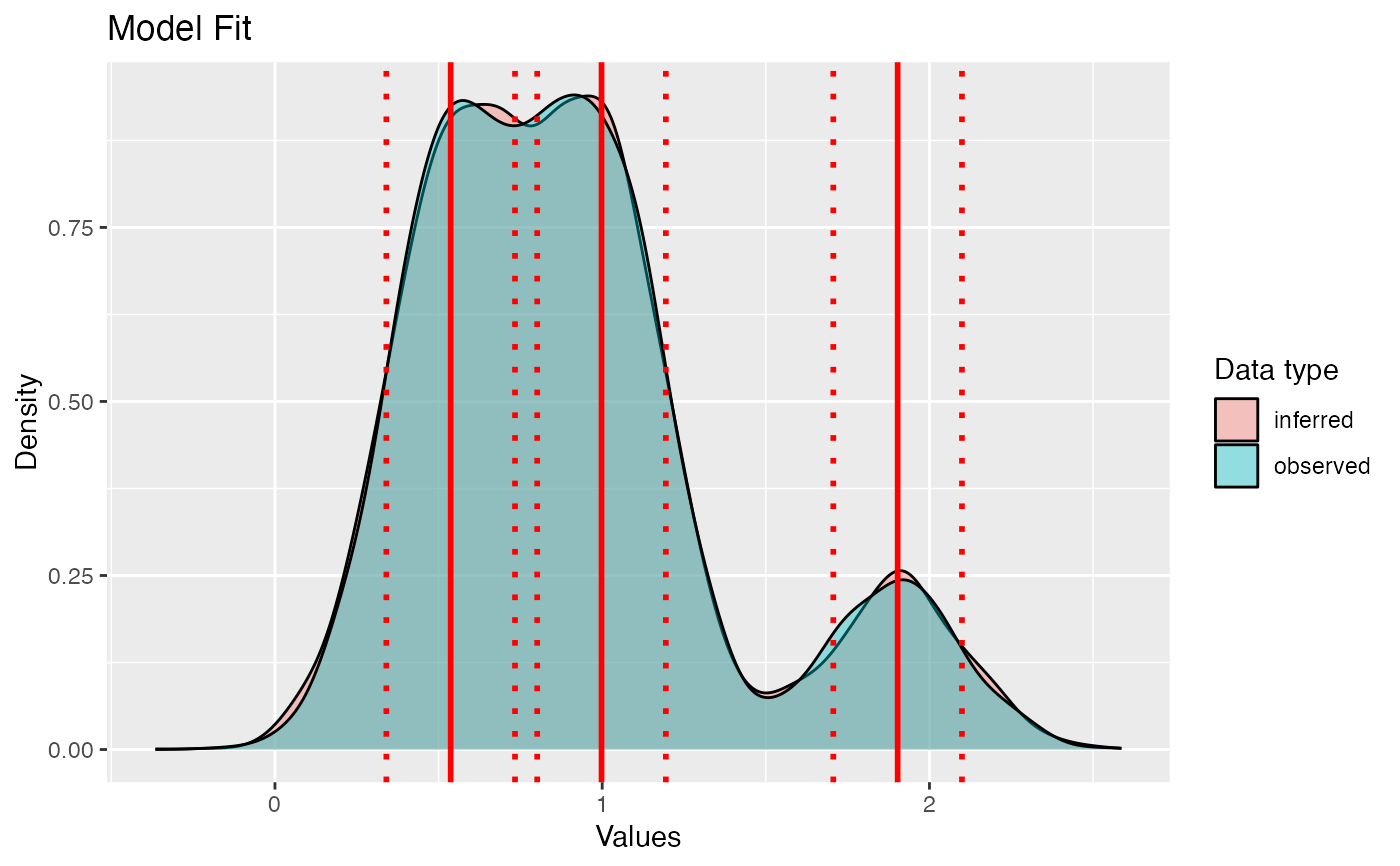 Model Fit
Density
0.75
0.50
0.25
0.00
0
1
2
Values
Data type
inferred
observed